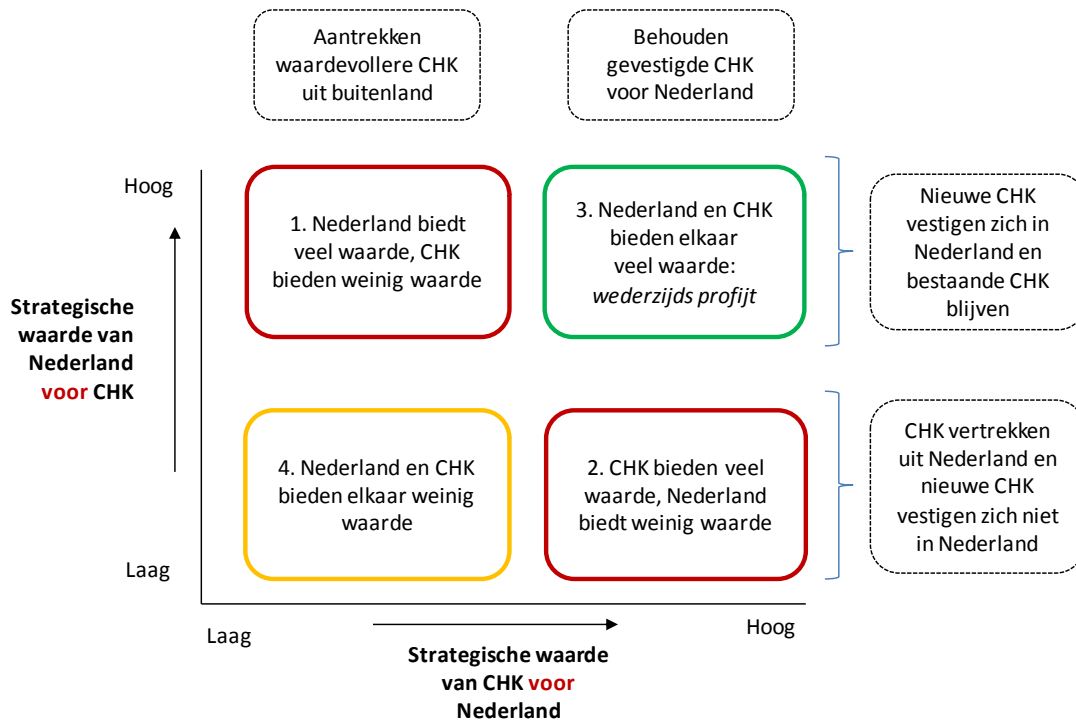 Aantrekken
waardevollere CHK
uit buitenland
Behouden
gevestigde CHK
voor Nederland
Hoog
1. Nederland biedt
veel waarde, CHK
bieden weinig waarde
3. Nederland en CHK
bieden elkaar
veel waarde:
wederzijds profijt
Nieuwe CHK
vestigen zich in
Nederland en
bestaande CHK
blijven
Strategische
waarde van
Nederland
voor CHK
4. Nederland en CHK
bieden elkaar weinig
waarde
2. CHK bieden veel
waarde, Nederland
biedt weinig waarde
CHK vertrekken
uit Nederland en
nieuwe CHK
vestigen zich niet
in Nederland
Laag
Laag
Hoog
Strategische waarde
van CHK voor
Nederland